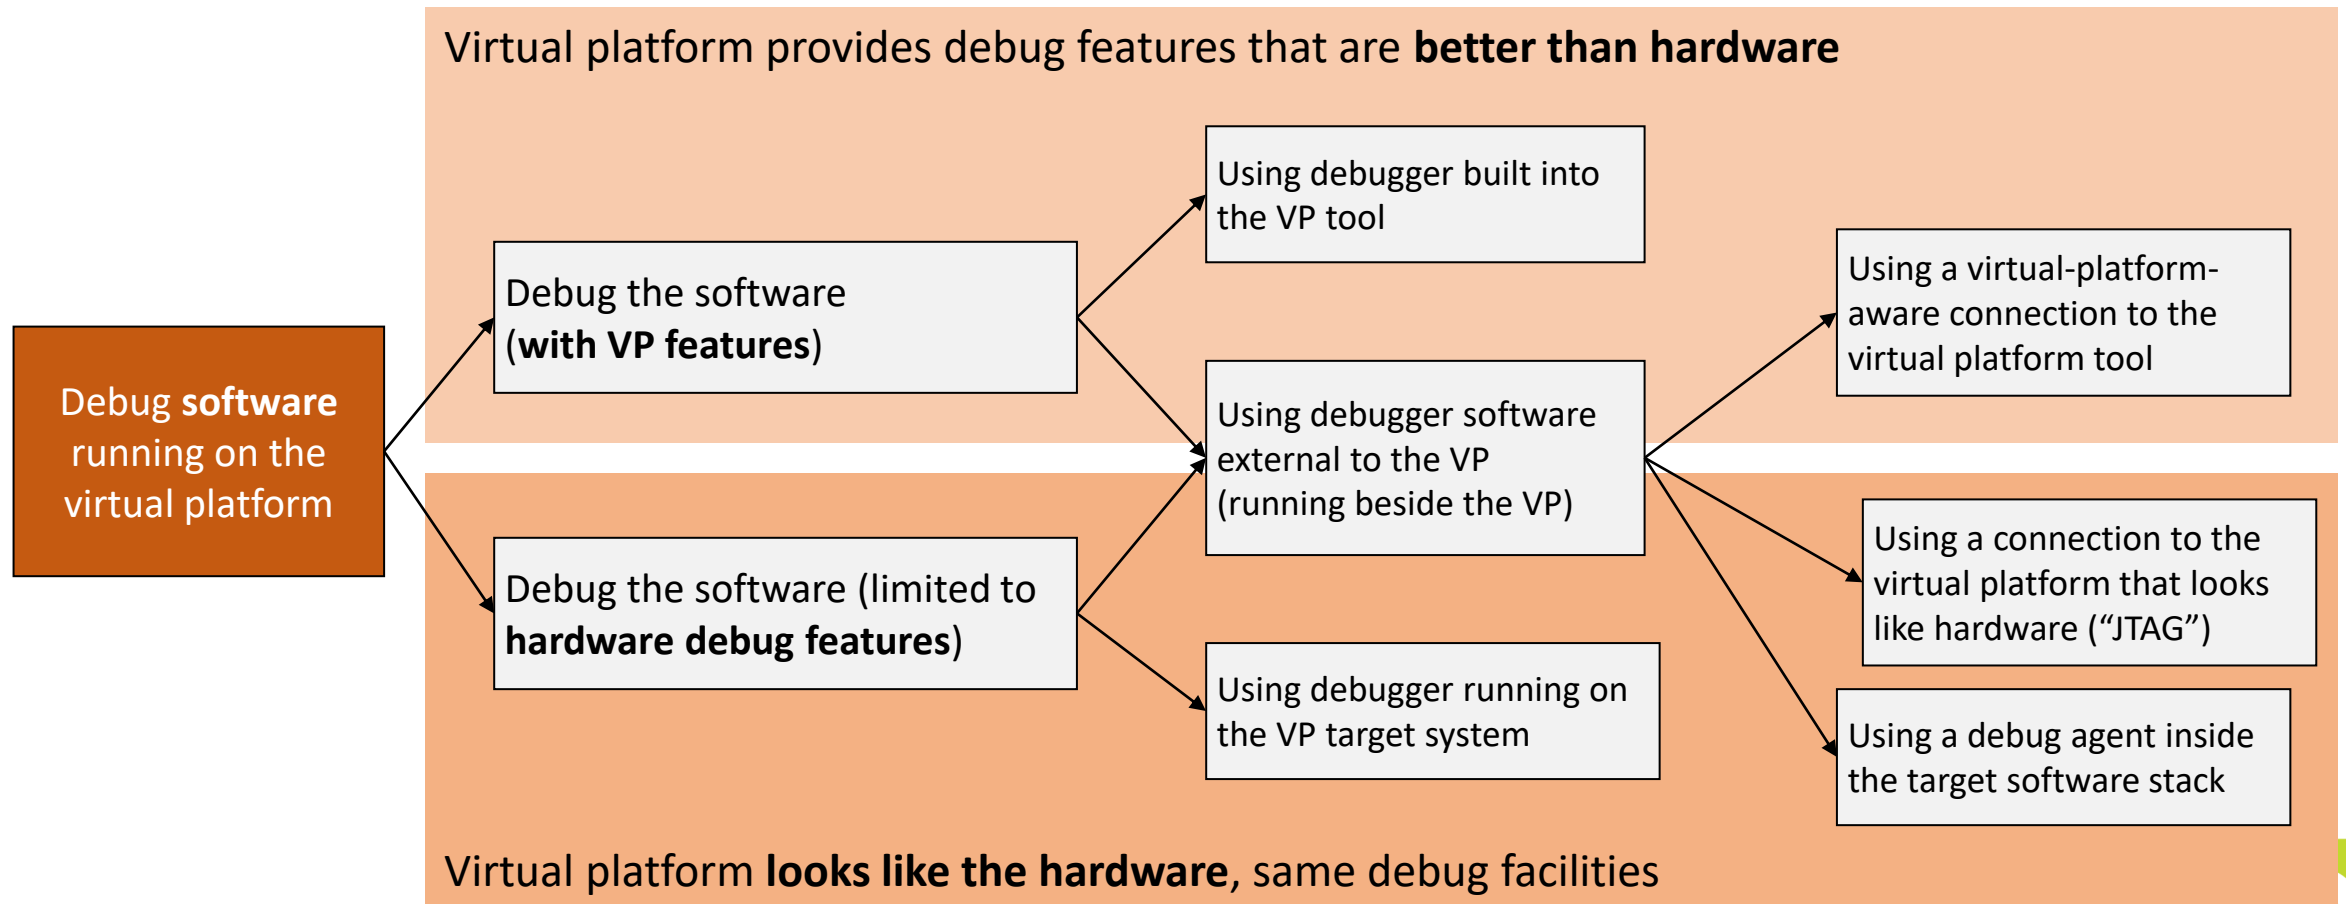 Virtual platform provides debug features that are better than hardware
Debug software
running on the
virtual platform
Debug the software
(with VP features)
Debug the software (limited to
hardware debug features)
Using debugger built into
the VP tool
Using debugger software
external to the VP
(running beside the VP)
Using debugger running on
the VP target system
Using a virtual-platform-
aware connection to the
virtual platform tool
Using a connection to the
virtual platform that looks
like hardware (“JTAG”)
Using a debug agent inside
the target software stack
Virtual platform looks like the hardware, same debug facilities